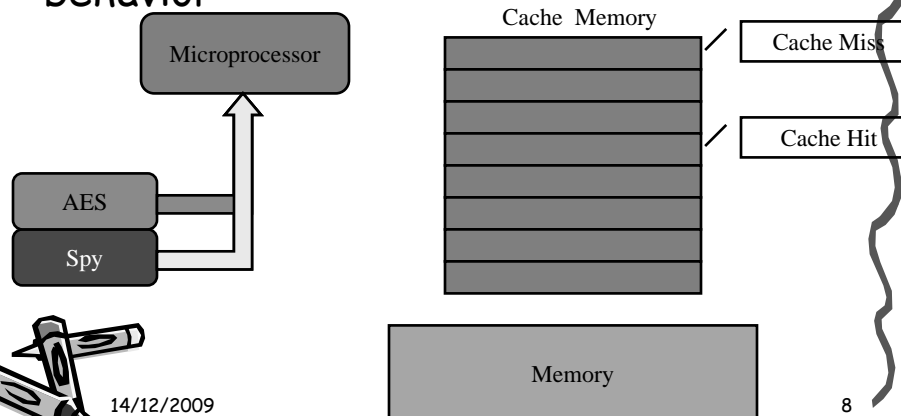 behavior
Cache Memory
Microprocessor
Cache Miss
Cache Hit
AES
Spy
Memory
14/12/2009
8